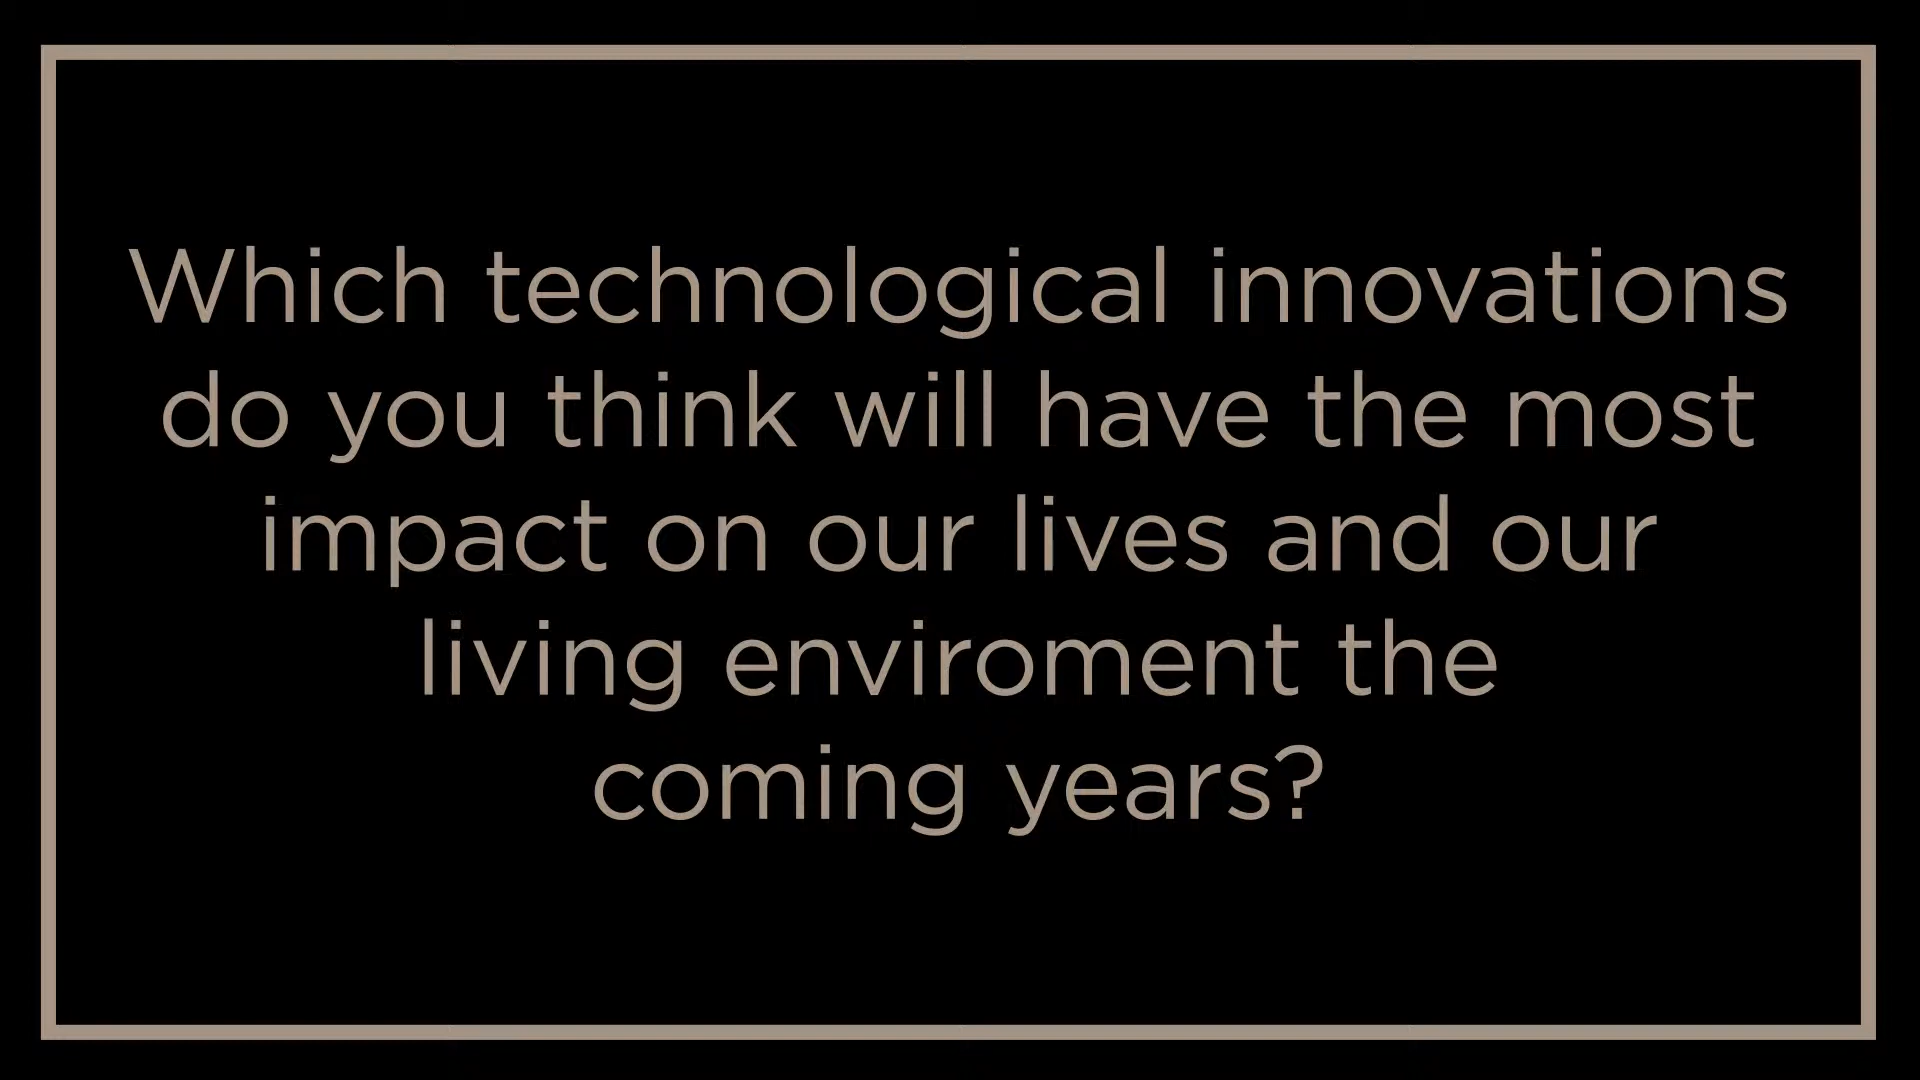 Which technological innovations
do you think will have the most
impact on our lives and our
living enviroment the
coming years?